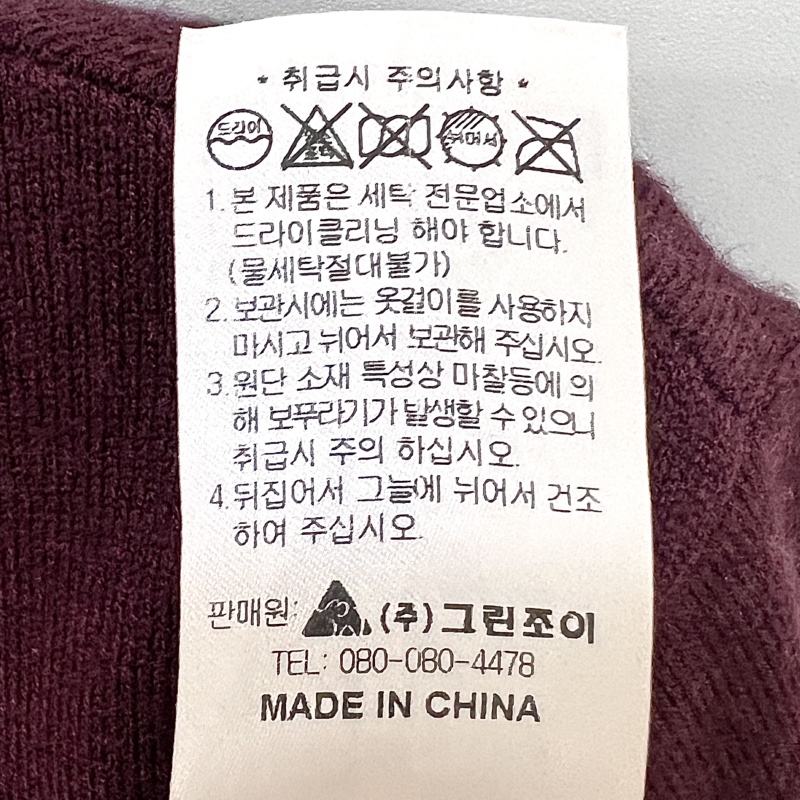 * 취급시 주의사항 *
드라이 염소표백 뉘어서
1. 본 제품은 세탁 전문업소에서
드라이클리닝 해야 합니다.
(물세탁절대불가)
2. 보관시에는 옷걸이를 사용하지
마시고 뉘어서 보관해 주십시오.
3. 원단 소재 특성상 마찰등에 의
해 보푸라기가 발생할 수 있으니
취급시 주의 하십시오.
4. 뒤집어서 그늘에 뉘어서 건조
하여 주십시오.
판매원: (주)그린조이
TEL: 080-080-4478
MADE IN CHINA